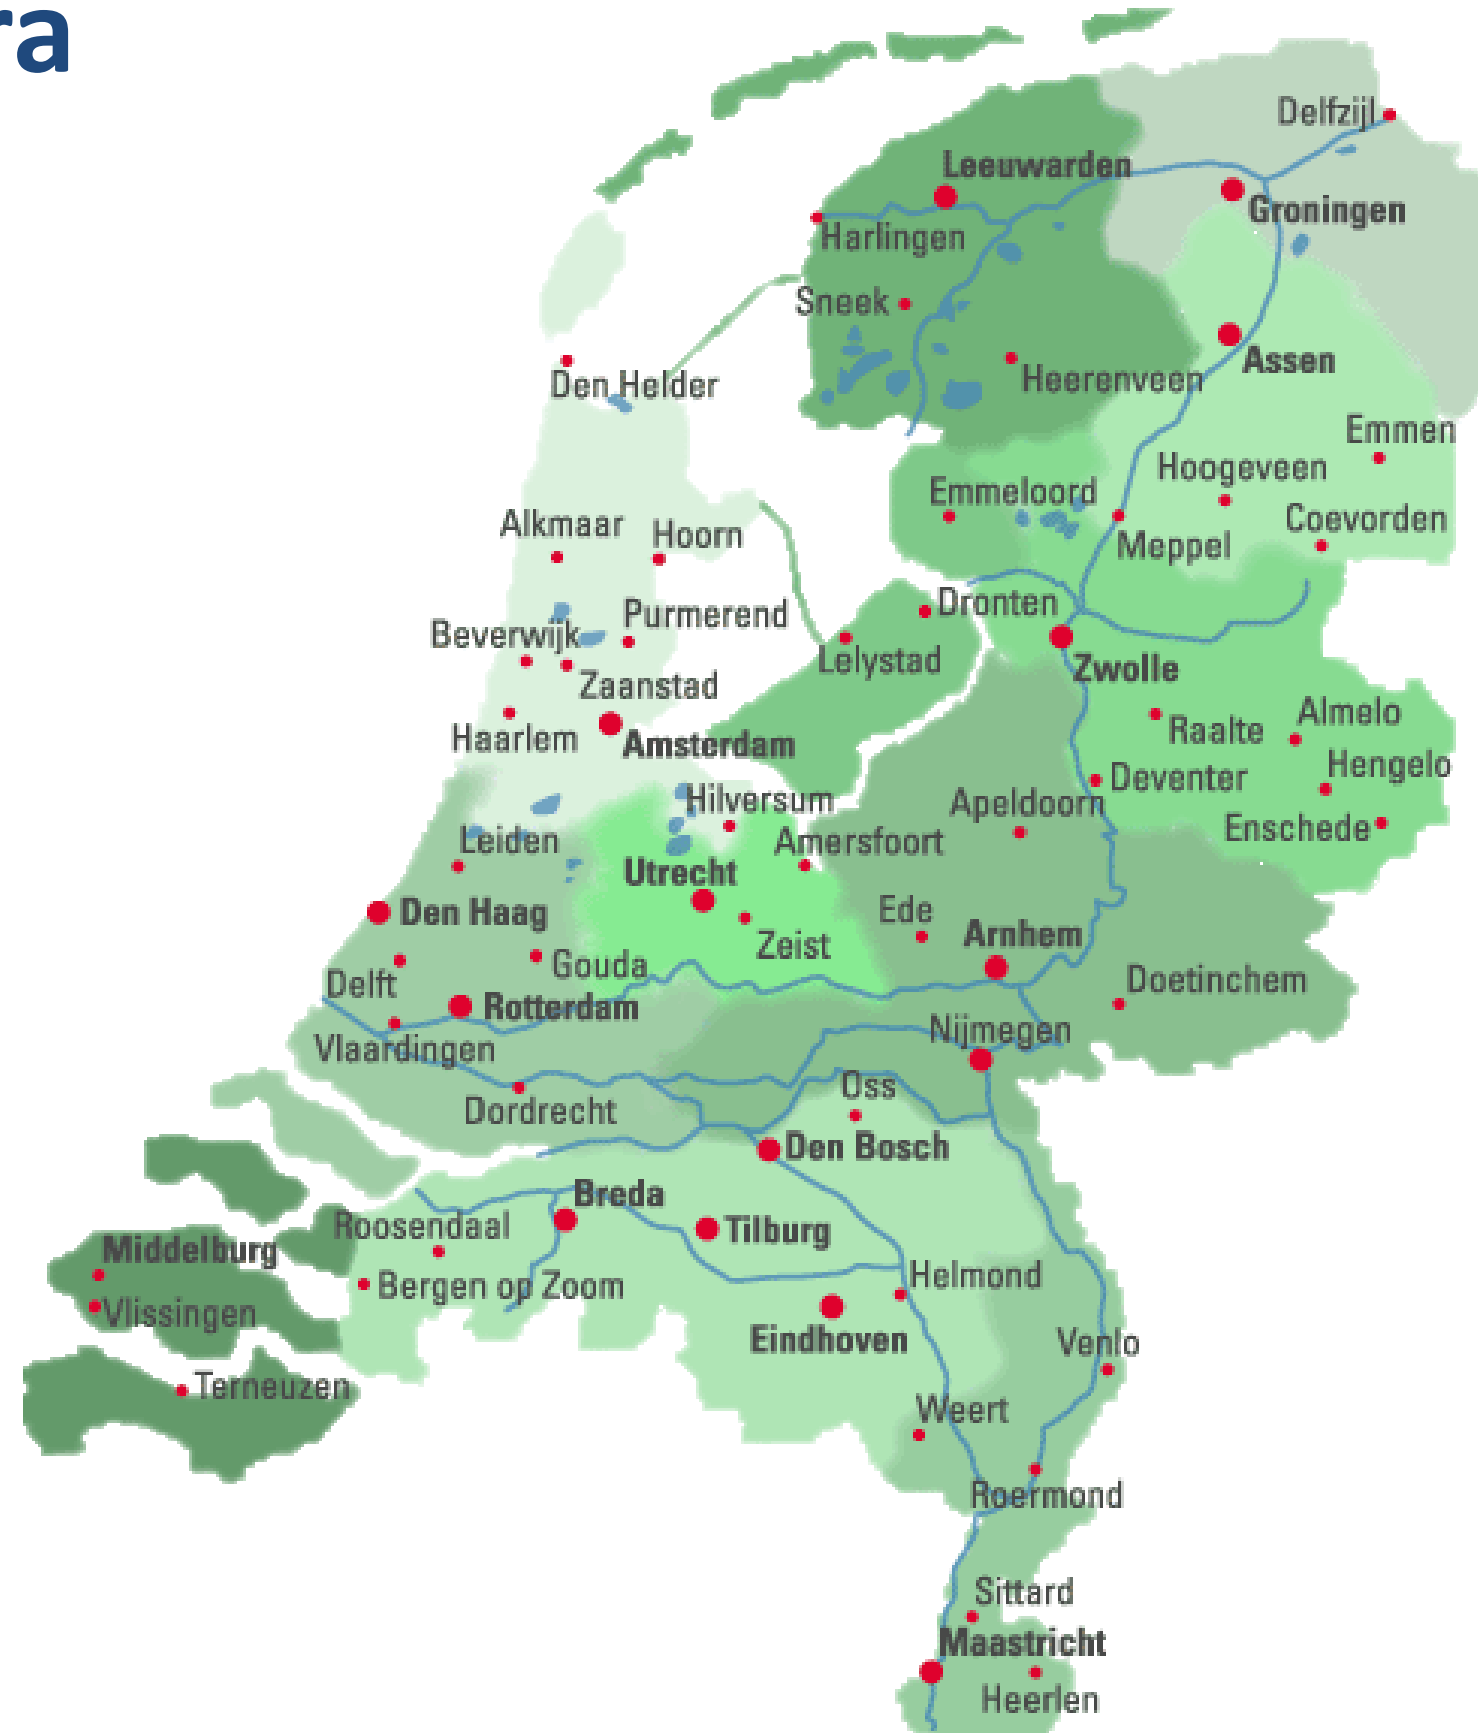 ra
Delfzijl
Leeuwarden
Groningen
Harlingen
Sneek
Assen
Den Helder
Heerenveen
Emmen
Hoogeveen
Emmeloord
Coevorden
Alkmaar
Hoorn
Meppel
Dronten
Purmerend
Beverwijk
Lelystad
Zwolle
Zaanstad
Almelo
Raalte
Haarlem
Amsterdam
Hengelo
Deventer
Hilversum
Apeldoorn
Enschede
Leiden
Amersfoort
Utrecht
Den Haag
Ede
Arnhem
Zeist
Gouda
Delft
Doetinchem
Rotterdam
Nijmegen
Vlaardingen
Oss
Dordrecht
Den Bosch
Breda
Roosendaal
Tilburg
Middelburg
Helmond
Bergen op Zoom
Vlissingen
Eindhoven
Venlo
Terneuzen
Weert
Roermond
Sittard
Maastricht
Heerlen